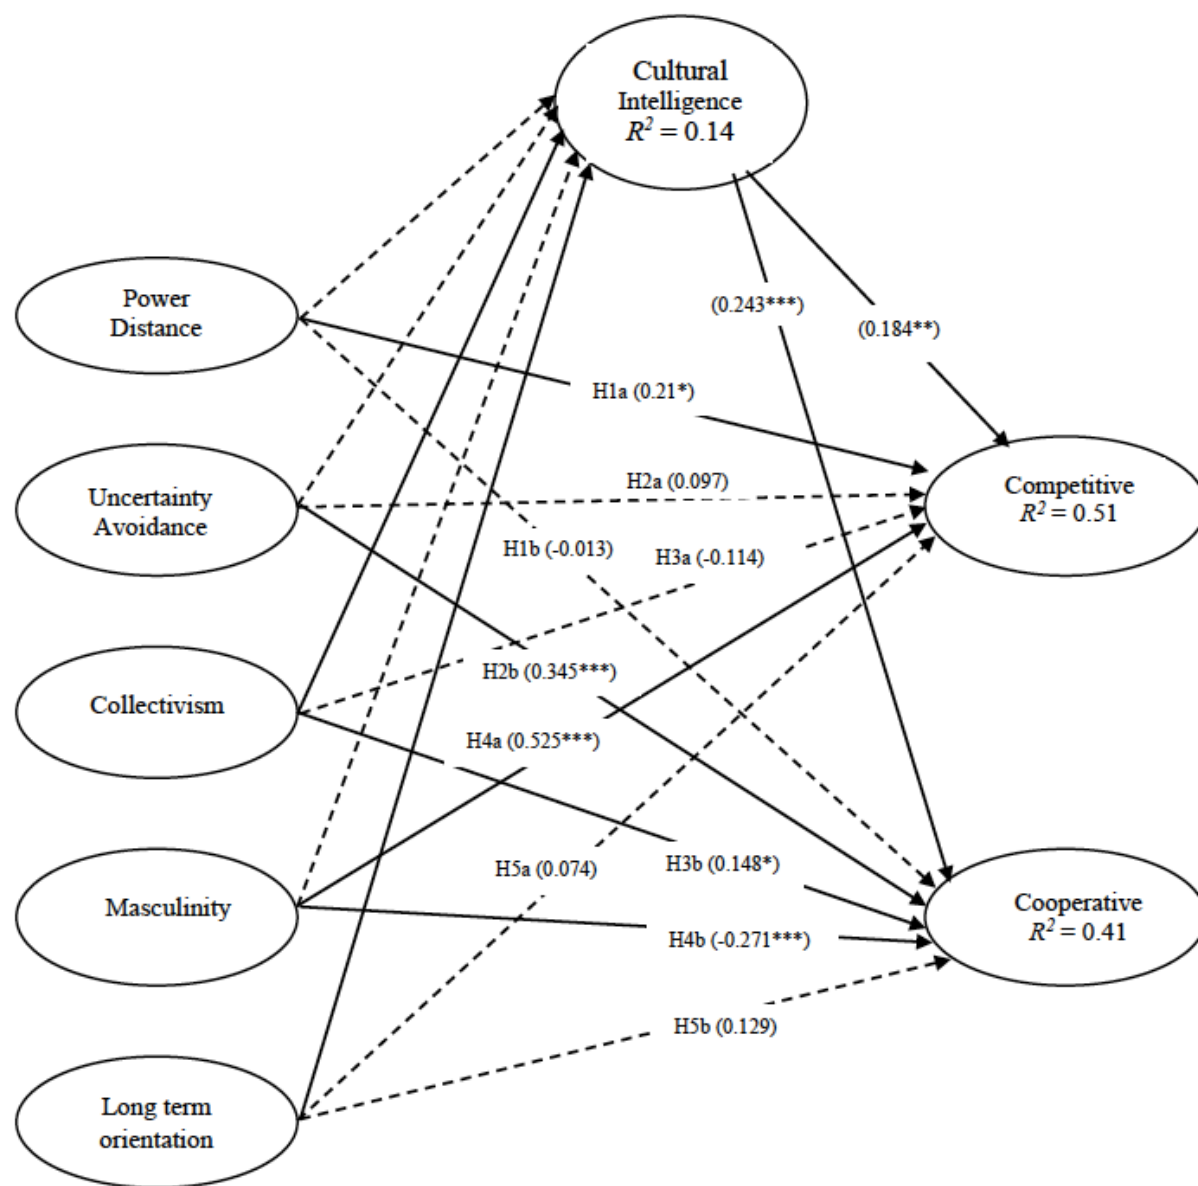 Cultural
Intelligence
R² = 0.14
Power
Distance
(0.243***)
(0.184**)
H1a (0.21*)
Uncertainty
Avoidance
H2a (0.097)
Competitive
R² = 0.51
H1b (-0.013)
H3a (-0.114)
Collectivism
H2b (0.345***)
H4a (0.525***)
H5a (0.074)
H3b (0.148*)
Masculinity
H4b (-0.271***)
Cooperative
R² = 0.41
H5b (0.129)
Long term
orientation